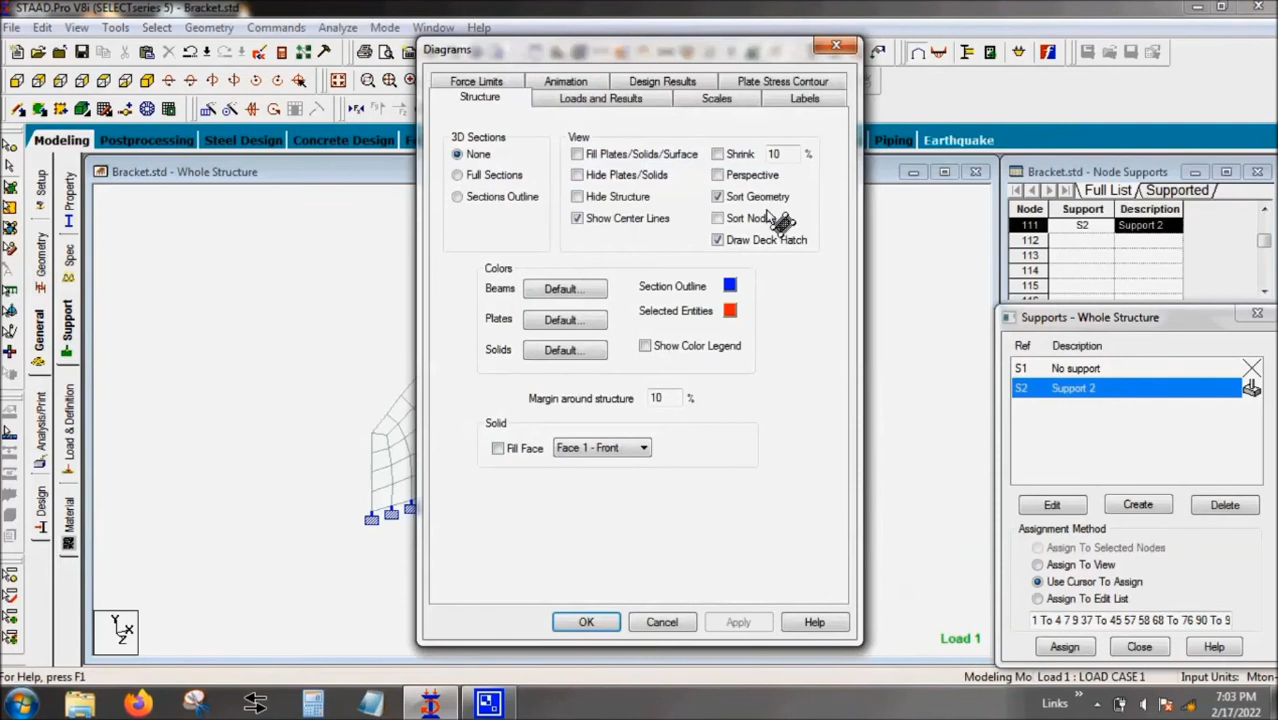 STAAD.Pro V8i (SELECTseries 5) - Bracket.std
File Edit View Tools Select Geometry Commands Analyze Mode Window Help
Modeling Postprocessing Steel Design Concrete Design Piping Earthquake
Bracket.std - Whole Structure
Setup
Geometry
General
Analysis/Print
Design
Property
Spec
Support
Load & Definition
Material
Diagrams
Force Limits Animation Design Results Plate Stress Contour
Structure Loads and Results Scales Labels
3D Sections
None
Full Sections
Sections Outline
View
Fill Plates/Solids/Surface
Hide Plates/Solids
Hide Structure
Show Center Lines
Shrink 10 %
Perspective
Sort Geometry
Sort
Draw Deck Hatch
Colors
Beams Default...
Plates Default...
Solids Default...
Section Outline
Selected Entities
Show Color Legend
Margin around structure 10 %
Solid
Fill Face Face 1 - Front
OK Cancel Apply Help
Bracket.std - Node Supports
Full List Supported
Node Support Description
111 S2 Support 2
112
113
114
115
Supports - Whole Structure
Ref Description
S1 No support
S2 Support 2
Edit Create Delete
Assignment Method
Assign To Selected Nodes
Assign To View
Use Cursor To Assign
Assign To Edit List
1 To 4 7 9 37 To 45 57 58 68 To 76 90 To 9
Assign Close Help
Y
X
Z
Load 1
For Help, press F1
Modeling Mo Load 1 : LOAD CASE 1 Input Units: Mton-
Links
7:03 PM
2/17/2022